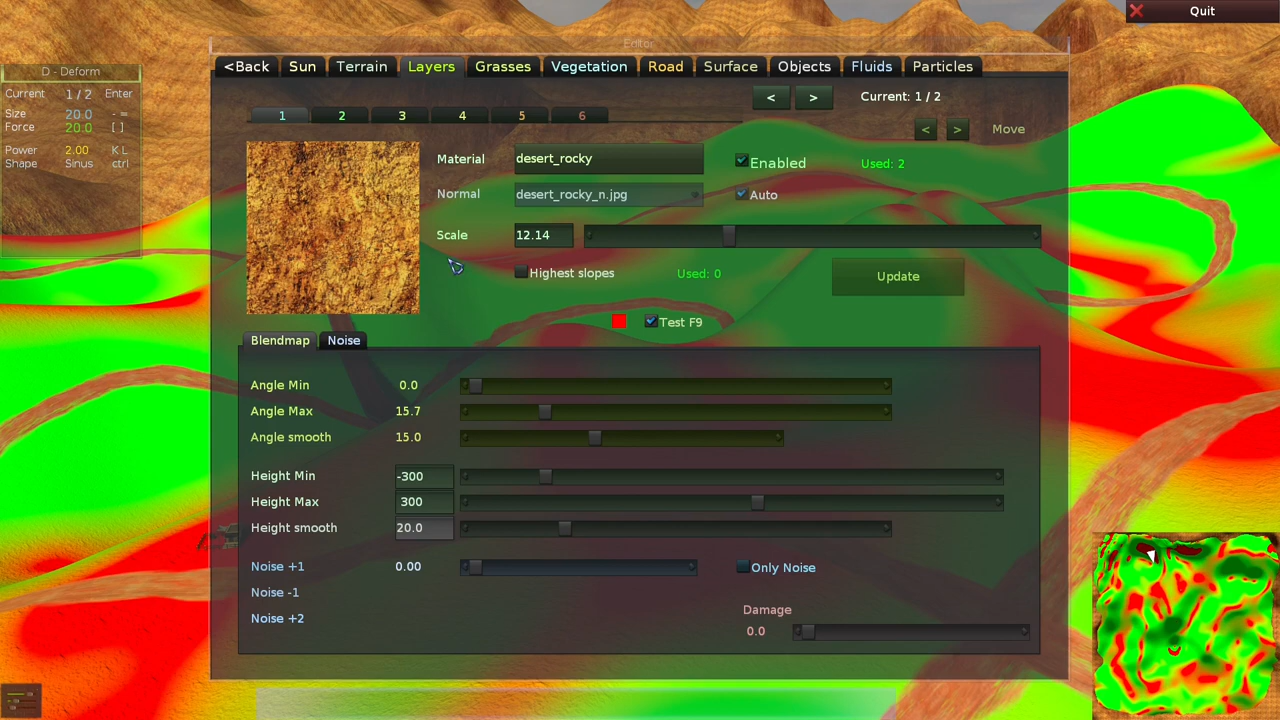 Quit
Editor
D - Deform
<Back Sun Terrain Layers Grasses Vegetation Road Surface Objects Fluids Particles
Current 1 / 2 Enter
Size 20.0 - =
Force 20.0 [ ]
Power 2.00 K L
Shape Sinus ctrl
< > Current: 1 / 2
1 2 3 4 5 6
< > Move
Material desert_rocky Enabled Used: 2
Normal desert_rocky_n.jpg Auto
Scale 12.14
Highest slopes Used: 0 Update
Test F9
Blendmap Noise
Angle Min 0.0
Angle Max 15.7
Angle smooth 15.0
Height Min -300
Height Max 300
Height smooth 20.0
Noise +1 0.00 Only Noise
Noise -1
Noise +2
Damage
0.0